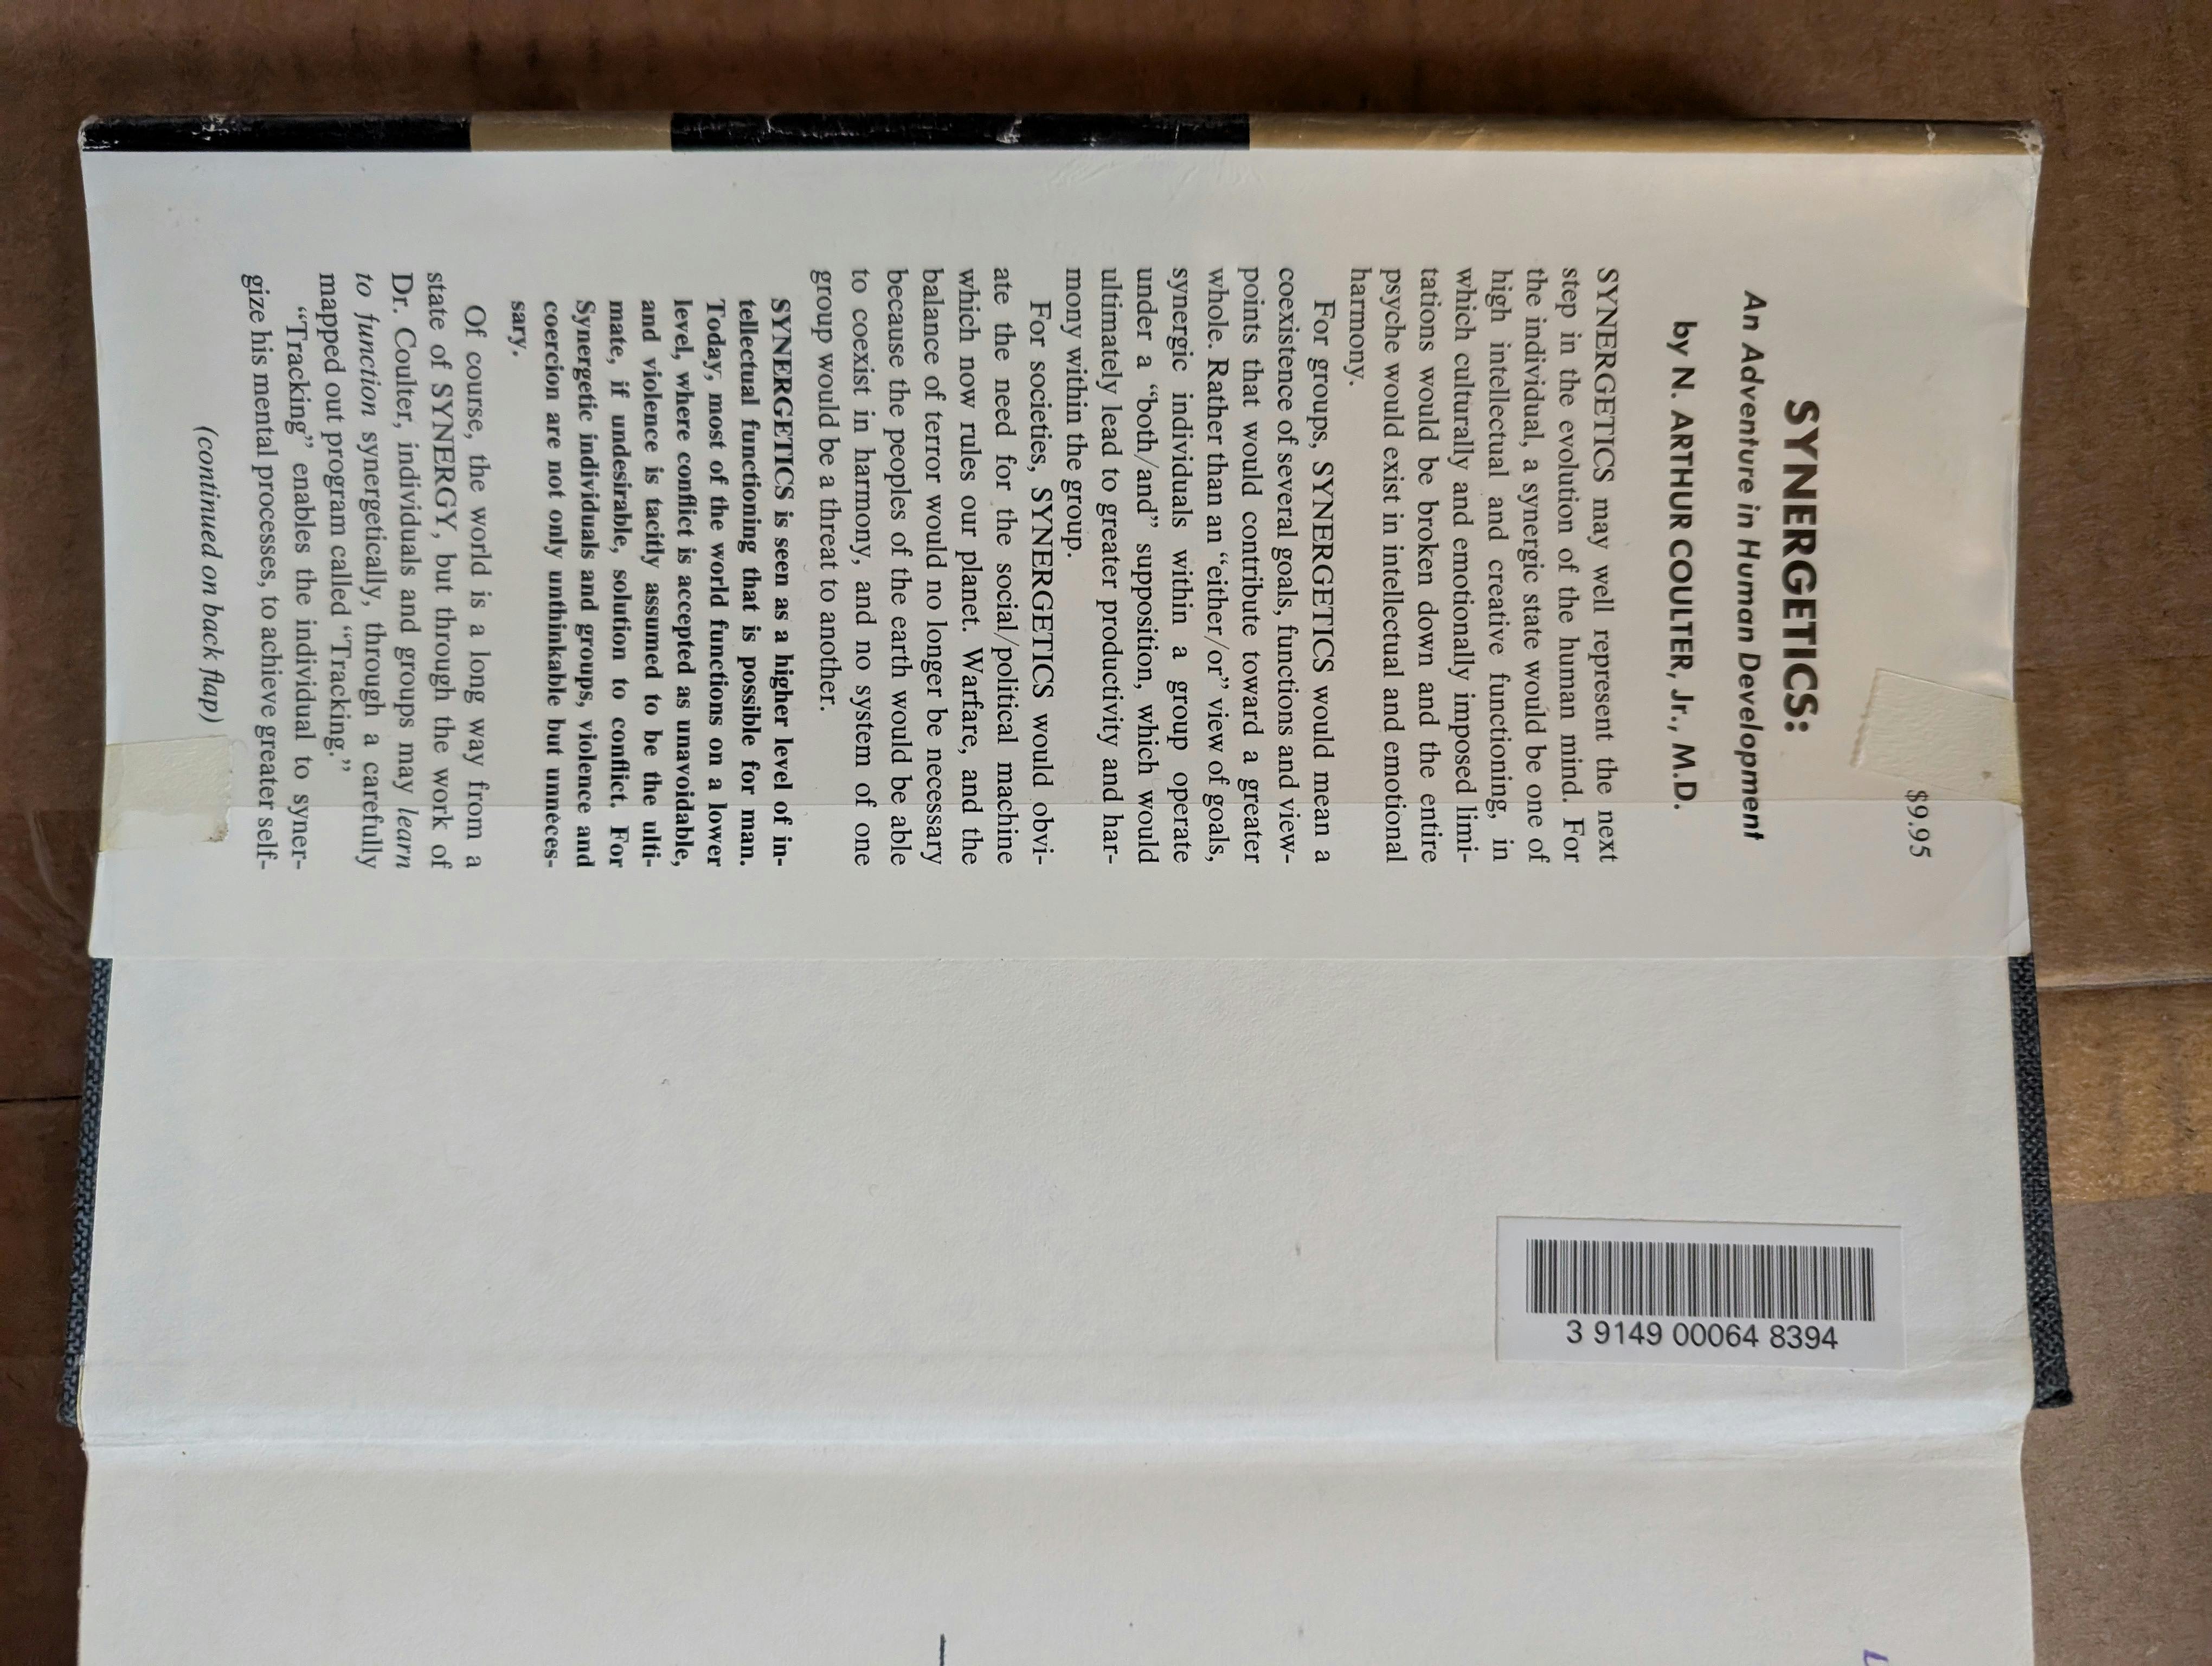 $9.95
SYNERGETICS:
An Adventure in Human Development
by N. ARTHUR COULTER, Jr., M.D.
SYNERGETICS may well represent the next
step in the evolution of the human mind. For
the individual, a synergic state would be one of
high intellectual and creative functioning, in
which culturally and emotionally imposed limi-
tations would be broken down and the entire
psyche would exist in intellectual and emotional
harmony.
For groups, SYNERGETICS would mean a
coexistence of several goals, functions and view-
points that would contribute toward a greater
whole. Rather than an “either/or” view of goals,
synergic individuals within a group operate
under a “both/and” supposition, which would
ultimately lead to greater productivity and har-
mony within the group.
For societies, SYNERGETICS would obvi-
ate the need for the social/political machine
which now rules our planet. Warfare, and the
balance of terror would no longer be necessary
because the peoples of the earth would be able
to coexist in harmony, and no system of one
group would be a threat to another.
SYNERGETICS is seen as a higher level of in-
tellectual functioning that is possible for man.
Today, most of the world functions on a lower
level, where conflict is accepted as unavoidable,
and violence is tacitly assumed to be the ulti-
mate, if undesirable, solution to conflict. For
Synergetic individuals and groups, violence and
coercion are not only unthinkable but unneces-
sary.
Of course, the world is a long way from a
state of SYNERGY, but through the work of
Dr. Coulter, individuals and groups may learn
to function synergetically, through a carefully
mapped out program called “Tracking.”
“Tracking” enables the individual to syner-
gize his mental processes, to achieve greater self-
(continued on back flap)
3 9149 00064 8394